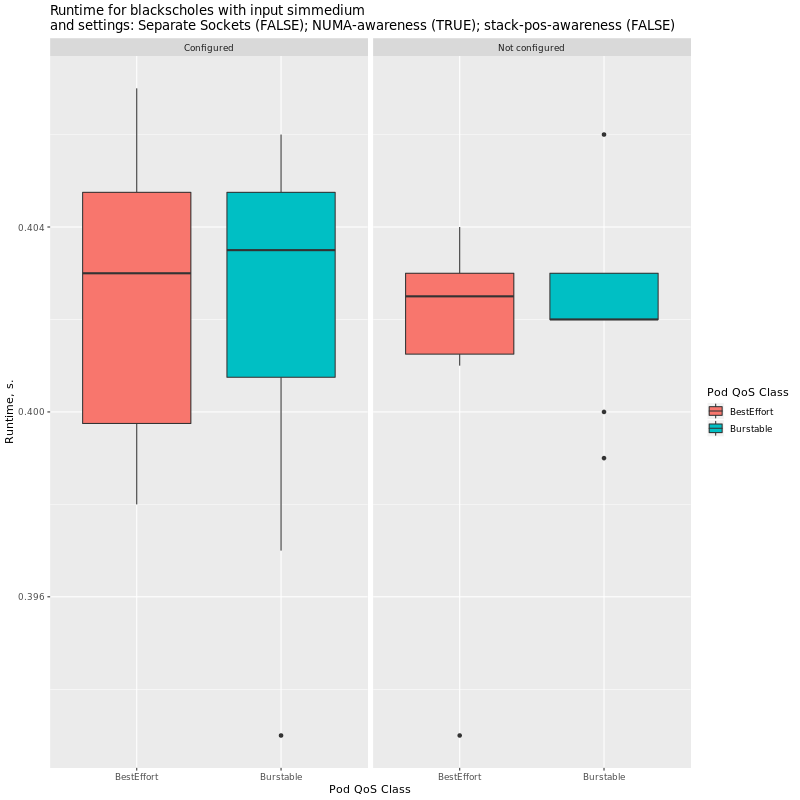 Runtime for blackscholes with input simmedium
and settings: Separate Sockets (FALSE); NUMA-awareness (TRUE); stack-pos-awareness (FALSE)
Configured
Not configured
0.404
0.400
0.396
Runtime, s.
BestEffort
Burstable
BestEffort
Burstable
Pod QoS Class
Pod QoS Class
BestEffort
Burstable